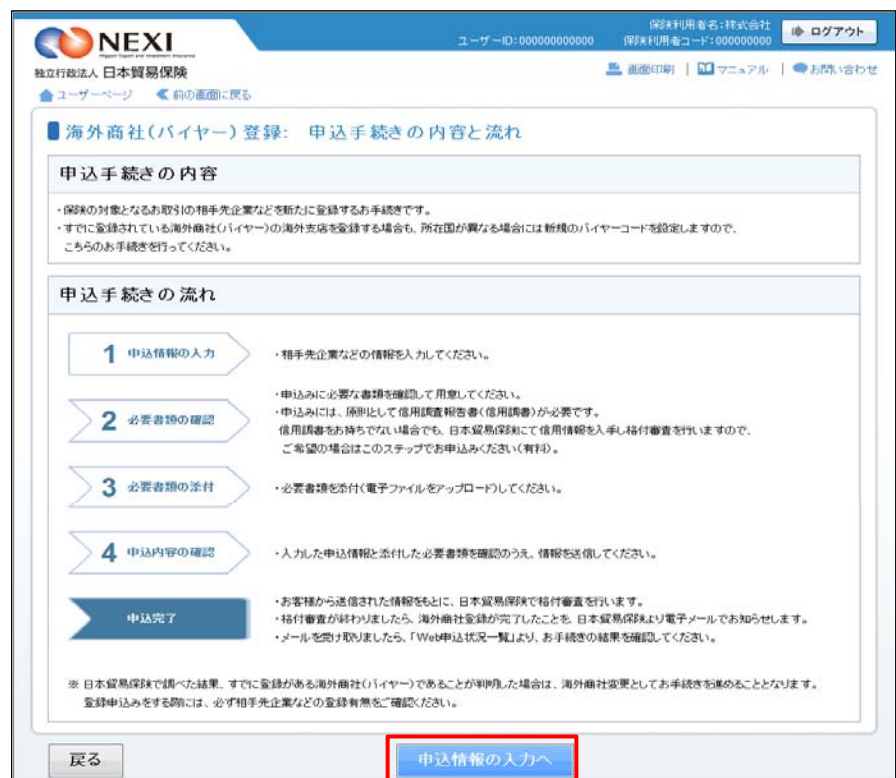 NEXI
Nippon Export and Investment Insurance
独立行政法人 日本貿易保険
ユーザーID:000000000000
保険利用者名:株式会社
保険利用者コード:000000000
ログアウト
画面印刷 | マニュアル | お問い合わせ
ユーザーページ 前の画面に戻る
海外商社(バイヤー)登録: 申込手続きの内容と流れ
申込手続きの内容
・保険の対象となるお取引の相手先企業などを新たに登録するお手続きです。
・すでに登録されている海外商社(バイヤー)の海外支店を登録する場合も、所在国が異なる場合には新規のバイヤーコードを設定しますので、
こちらのお手続きを行ってください。
申込手続きの流れ
1 申込情報の入力
・相手先企業などの情報を入力してください。
2 必要書類の確認
・申込みに必要な書類を確認して用意してください。
・申込みには、原則として信用調査報告書(信用調書)が必要です。
信用調書をお持ちでない場合でも、日本貿易保険にて信用情報を入手し格付審査を行いますので、
ご希望の場合はこのステップでお申込みください(有料)。
3 必要書類の添付
・必要書類を添付(電子ファイルをアップロード)してください。
4 申込内容の確認
・入力した申込情報と添付した必要書類を確認のうえ、情報を送信してください。
申込完了
・お客様から送信された情報をもとに、日本貿易保険で格付審査を行います。
・格付審査が終わりましたら、海外商社登録が完了したことを、日本貿易保険より電子メールでお知らせします。
・メールを受け取りましたら、「Web申込状況一覧」より、お手続きの結果を確認してください。
※ 日本貿易保険で調べた結果、すでに登録がある海外商社(バイヤー)であることが判明した場合は、海外商社変更としてお手続きを進めることとなります。
登録申込みをする際には、必ず相手先企業などの登録有無をご確認ください。
戻る
申込情報の入力へ